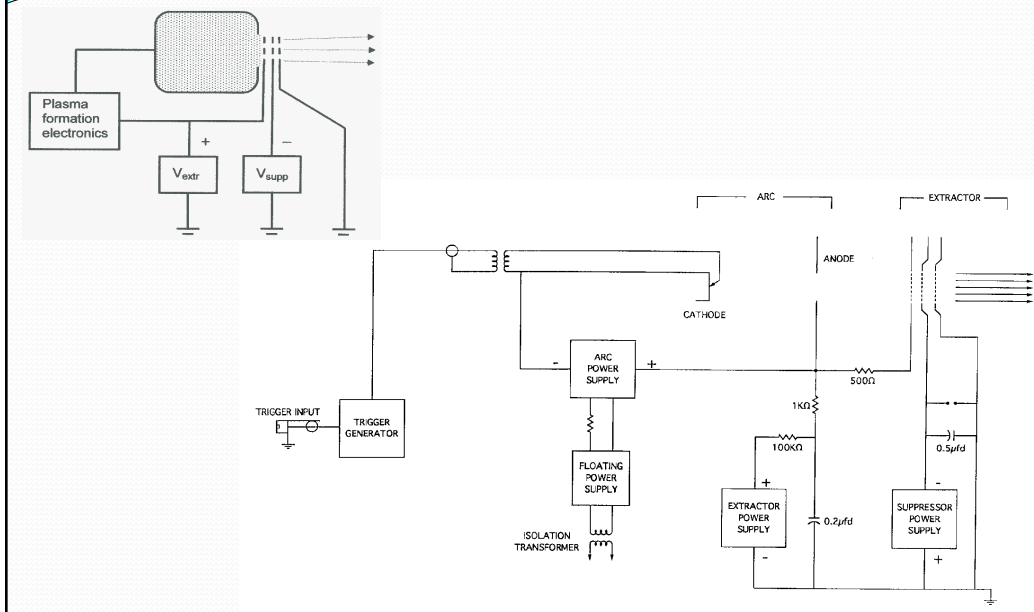 Plasma
formation
electronics
+
−
Vextr
Vsupp
ARC
EXTRACTOR
ANODE
CATHODE
-
ARC
POWER
SUPPLY
+
500Ω
1KΩ
TRIGGER INPUT
TRIGGER
GENERATOR
100KΩ
0.5μfd
FLOATING
POWER
SUPPLY
+
EXTRACTOR
POWER
SUPPLY
-
0.2μfd
-
SUPPRESSOR
POWER
SUPPLY
+
ISOLATION
TRANSFORMER